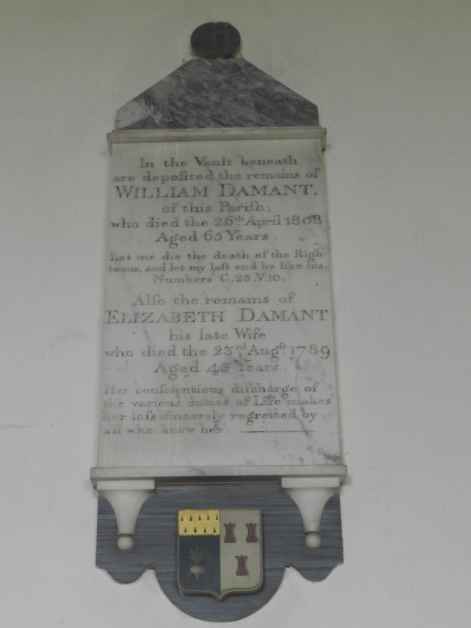 In the Vault beneath
are deposited the remains of
WILLIAM DAMANT,
of this Parish;
who died the 26th April 1808
Aged 65 Years.
Let me die the death of the Righ-
teous, and let my last end be like his.
Numbers C.23.V.10.
Also the remains of
ELIZABETH DAMANT
his late Wife
who died the 23rd Augst 1789
Aged Years
Her conscientious discharge of
the various duties of Life makes
her loss sincerely regretted by
all who knew her